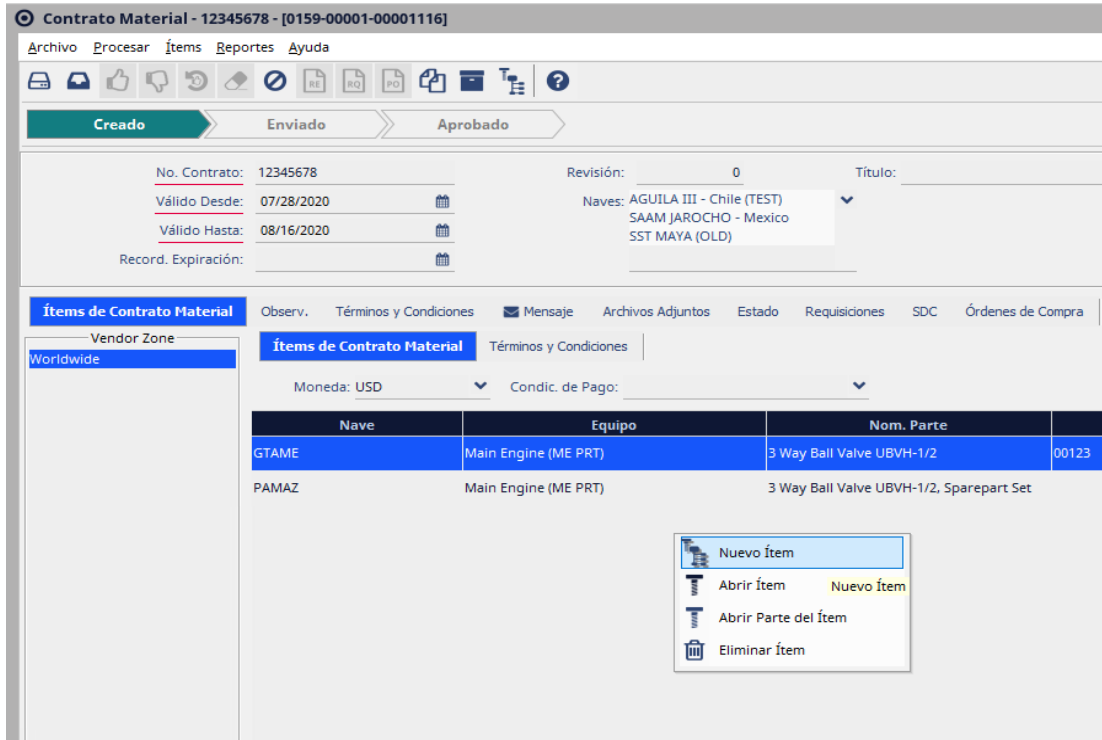 Contrato Material - 12345678 - [0159-00001-00001116]
Archivo Procesar Ítems Reportes Ayuda
RE RQ PO
Creado Enviado Aprobado
No. Contrato: 12345678 Revisión: 0 Título:
Válido Desde: 07/28/2020 Naves: AGUILA III - Chile (TEST)
SAAM JAROCHO - Mexico
Válido Hasta: 08/16/2020 SST MAYA (OLD)
Record. Expiración:
Ítems de Contrato Material Observ. Términos y Condiciones Mensaje Archivos Adjuntos Estado Requisiciones SDC Órdenes de Compra
Vendor Zone
Worldwide
Ítems de Contrato Material Términos y Condiciones
Moneda: USD Condic. de Pago:
Nave Equipo Nom. Parte
GTAME Main Engine (ME PRT) 3 Way Ball Valve UBVH-1/2 00123
PAMAZ Main Engine (ME PRT) 3 Way Ball Valve UBVH-1/2, Sparepart Set
Nuevo Ítem
Abrir Ítem Nuevo Ítem
Abrir Parte del Ítem
Eliminar Ítem